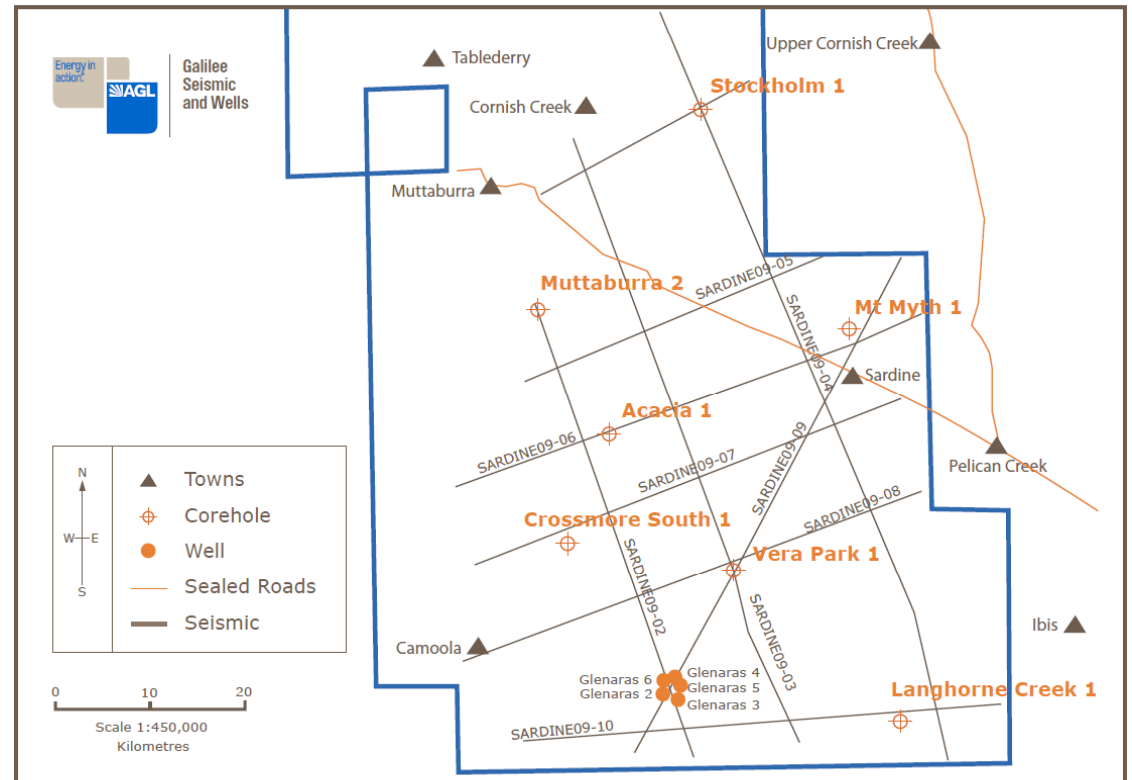 Energy in
action.
AGL
Galilee
Seismic
and Wells
Tablederry
Upper Cornish Creek
Stockholm 1
Cornish Creek
Muttaburra
SARDINE09-05
Muttaburra 2
Mt Myth 1
SARDINE09-04
Sardine
Acacia 1
SARDINE09-06
SARDINE09-07
SARDINE09-09
Pelican Creek
SARDINE09-08
Crossmore South 1
Vera Park 1
SARDINE09-02
SARDINE09-03
Ibis
Camoola
Glenaras 6
Glenaras 4
Glenaras 5
Glenaras 2
Glenaras 3
Langhorne Creek 1
SARDINE09-10
N
W
E
S
Towns
Corehole
Well
Sealed Roads
Seismic
0 10 20
Scale 1:450,000
Kilometres